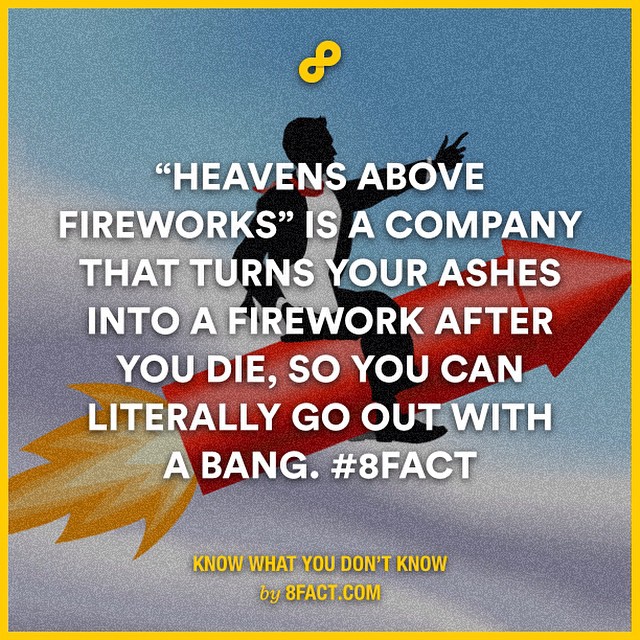 “HEAVENS ABOVE
FIREWORKS” IS A COMPANY
THAT TURNS YOUR ASHES
INTO A FIREWORK AFTER
YOU DIE, SO YOU CAN
LITERALLY GO OUT WITH
A BANG. #8FACT
KNOW WHAT YOU DON’T KNOW
by 8FACT.COM